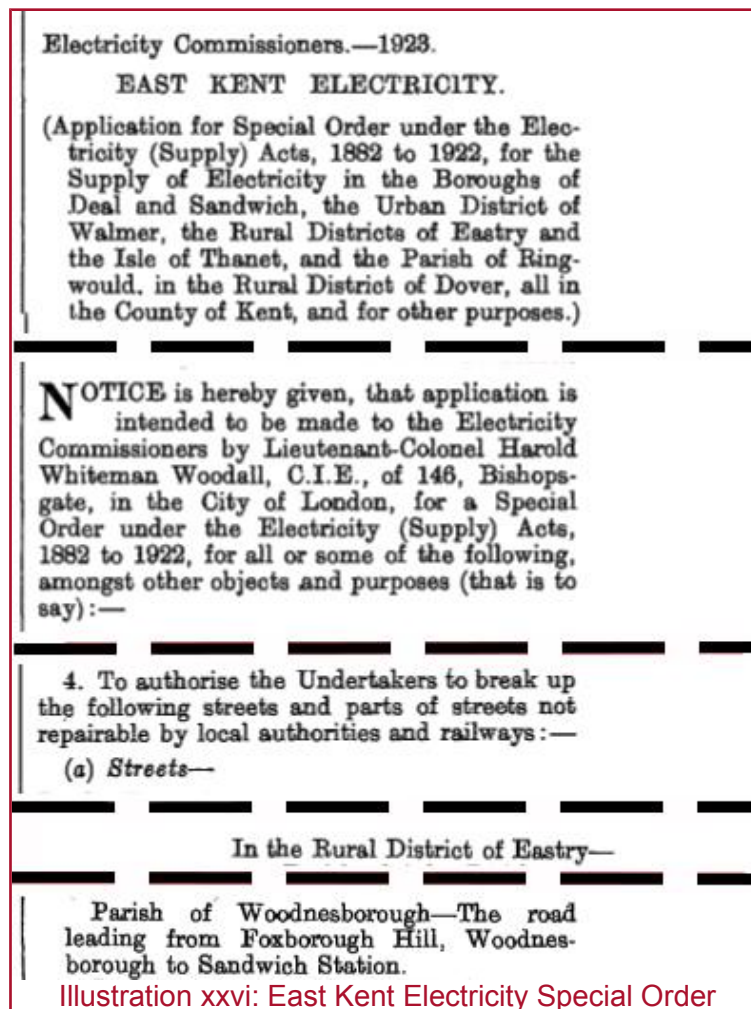 Electricity Commissioners.—1923.
EAST KENT ELECTRICITY.
(Application for Special Order under the Elec-
tricity (Supply) Acts, 1882 to 1922, for the
Supply of Electricity in the Boroughs of
Deal and Sandwich, the Urban District of
Walmer, the Rural Districts of Eastry and
the Isle of Thanet, and the Parish of Ring-
would. in the Rural District of Dover, all in
the County of Kent, and for other purposes.)
NOTICE is hereby given, that application is
intended to be made to the Electricity
Commissioners by Lieutenant-Colonel Harold
Whiteman Woodall, C.I.E., of 146, Bishops-
gate, in the City of London, for a Special
Order under the Electricity (Supply) Acts,
1882 to 1922, for all or some of the following,
amongst other objects and purposes (that is to
say):—
4. To authorise the Undertakers to break up
the following streets and parts of streets not
repairable by local authorities and railways:—
(a) Streets—
In the Rural District of Eastry—
Parish of Woodnesborough—The road
leading from Foxborough Hill, Woodnes-
borough to Sandwich Station.
Illustration xxvi: East Kent Electricity Special Order